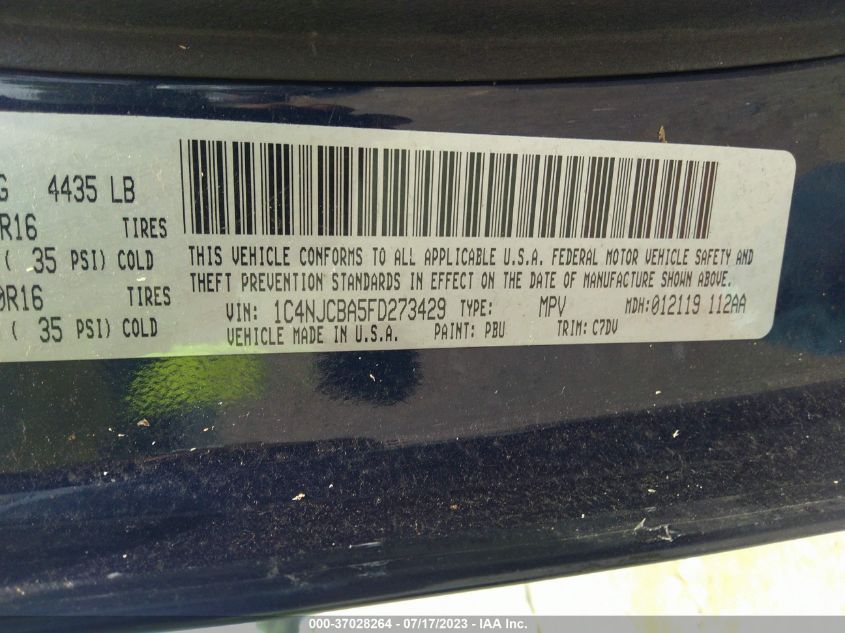 G 4435 LB
R16 TIRES
( 35 PSI) COLD
0R16 TIRES
( 35 PSI) COLD
THIS VEHICLE CONFORMS TO ALL APPLICABLE U.S.A. FEDERAL MOTOR VEHICLE SAFETY AND
THEFT PREVENTION STANDARDS IN EFFECT ON THE DATE OF MANUFACTURE SHOWN ABOVE.
VIN: 1C4NJCBA5FD273429 TYPE: MPV MDH:012119 112AA
VEHICLE MADE IN U.S.A. PAINT: PBU TRIM: C7DV
000-37028264 - 07/17/2023 - IAA Inc.